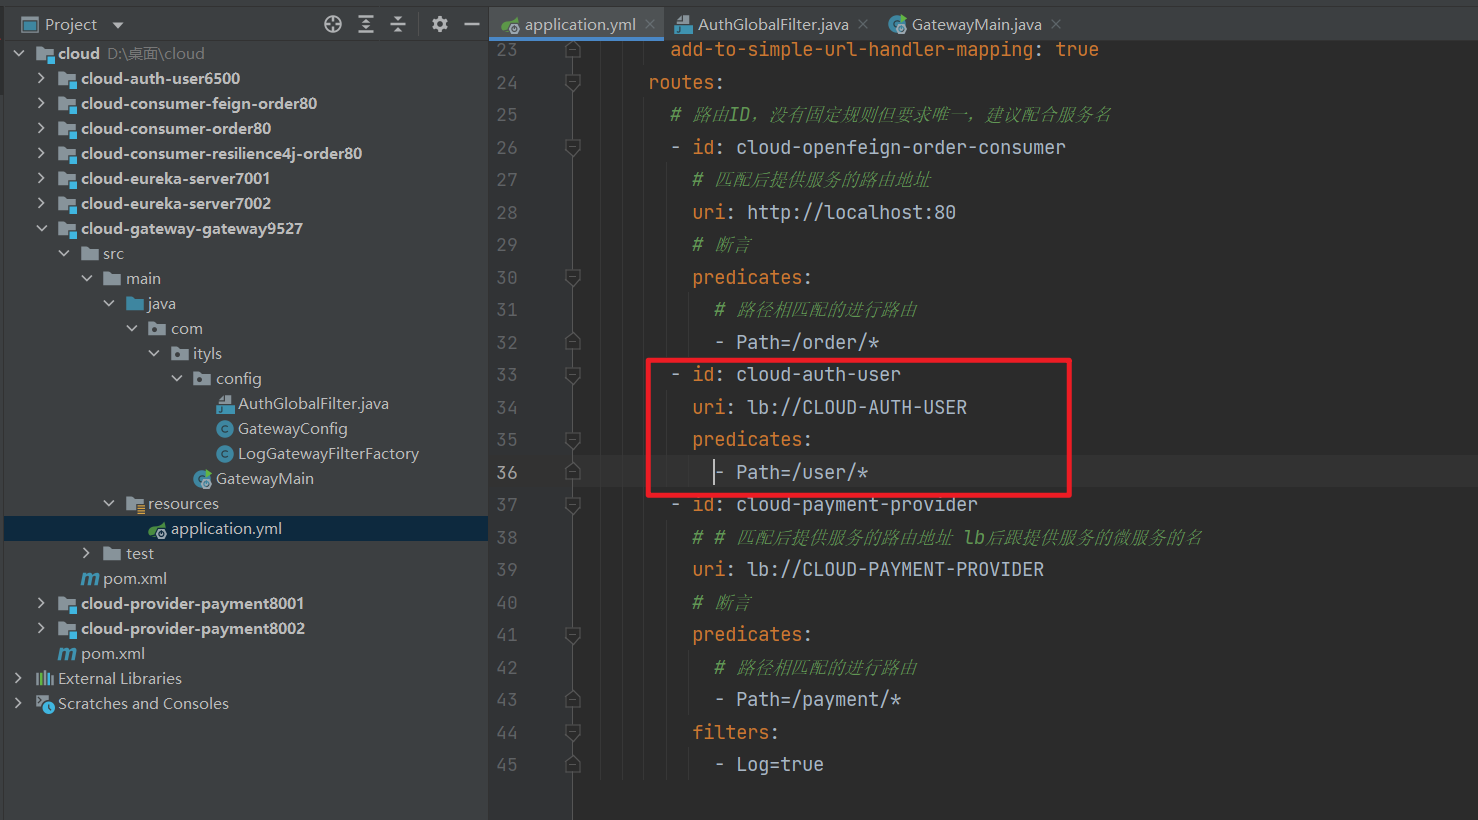 Project
cloud D:\桌面\cloud
cloud-auth-user6500
cloud-consumer-feign-order80
cloud-consumer-order80
cloud-consumer-resilience4j-order80
cloud-eureka-server7001
cloud-eureka-server7002
cloud-gateway-gateway9527
src
main
java
com
ityls
config
AuthGlobalFilter.java
GatewayConfig
LogGatewayFilterFactory
GatewayMain
resources
application.yml
test
pom.xml
cloud-provider-payment8001
cloud-provider-payment8002
pom.xml
External Libraries
Scratches and Consoles
application.yml AuthGlobalFilter.java GatewayMain.java
23 add-to-simple-url-handler-mapping: true
24 routes:
25 # 路由ID，没有固定规则但要求唯一，建议配合服务名
26 - id: cloud-openfeign-order-consumer
27 # 匹配后提供服务的路由地址
28 uri: http://localhost:80
29 # 断言
30 predicates:
31 # 路径相匹配的进行路由
32 - Path=/order/*
33 - id: cloud-auth-user
34 uri: lb://CLOUD-AUTH-USER
35 predicates:
36 - Path=/user/*
37 - id: cloud-payment-provider
38 # # 匹配后提供服务的路由地址 lb后跟提供服务的微服务的名
39 uri: lb://CLOUD-PAYMENT-PROVIDER
40 # 断言
41 predicates:
42 # 路径相匹配的进行路由
43 - Path=/payment/*
44 filters:
45 - Log=true